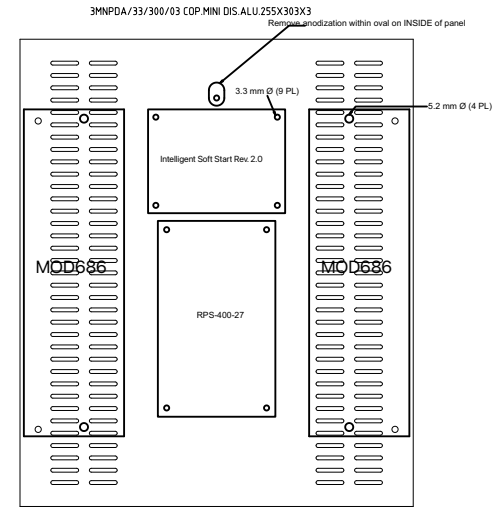 3MNPDA/33/300/03 COP.MINI DIS.ALU.255X303X3
Remove anodization within oval on INSIDE of panel
3.3 mm Ø (9 PL)
5.2 mm Ø (4 PL)
Intelligent Soft Start Rev. 2.0
MOD686
MOD686
RPS-400-27